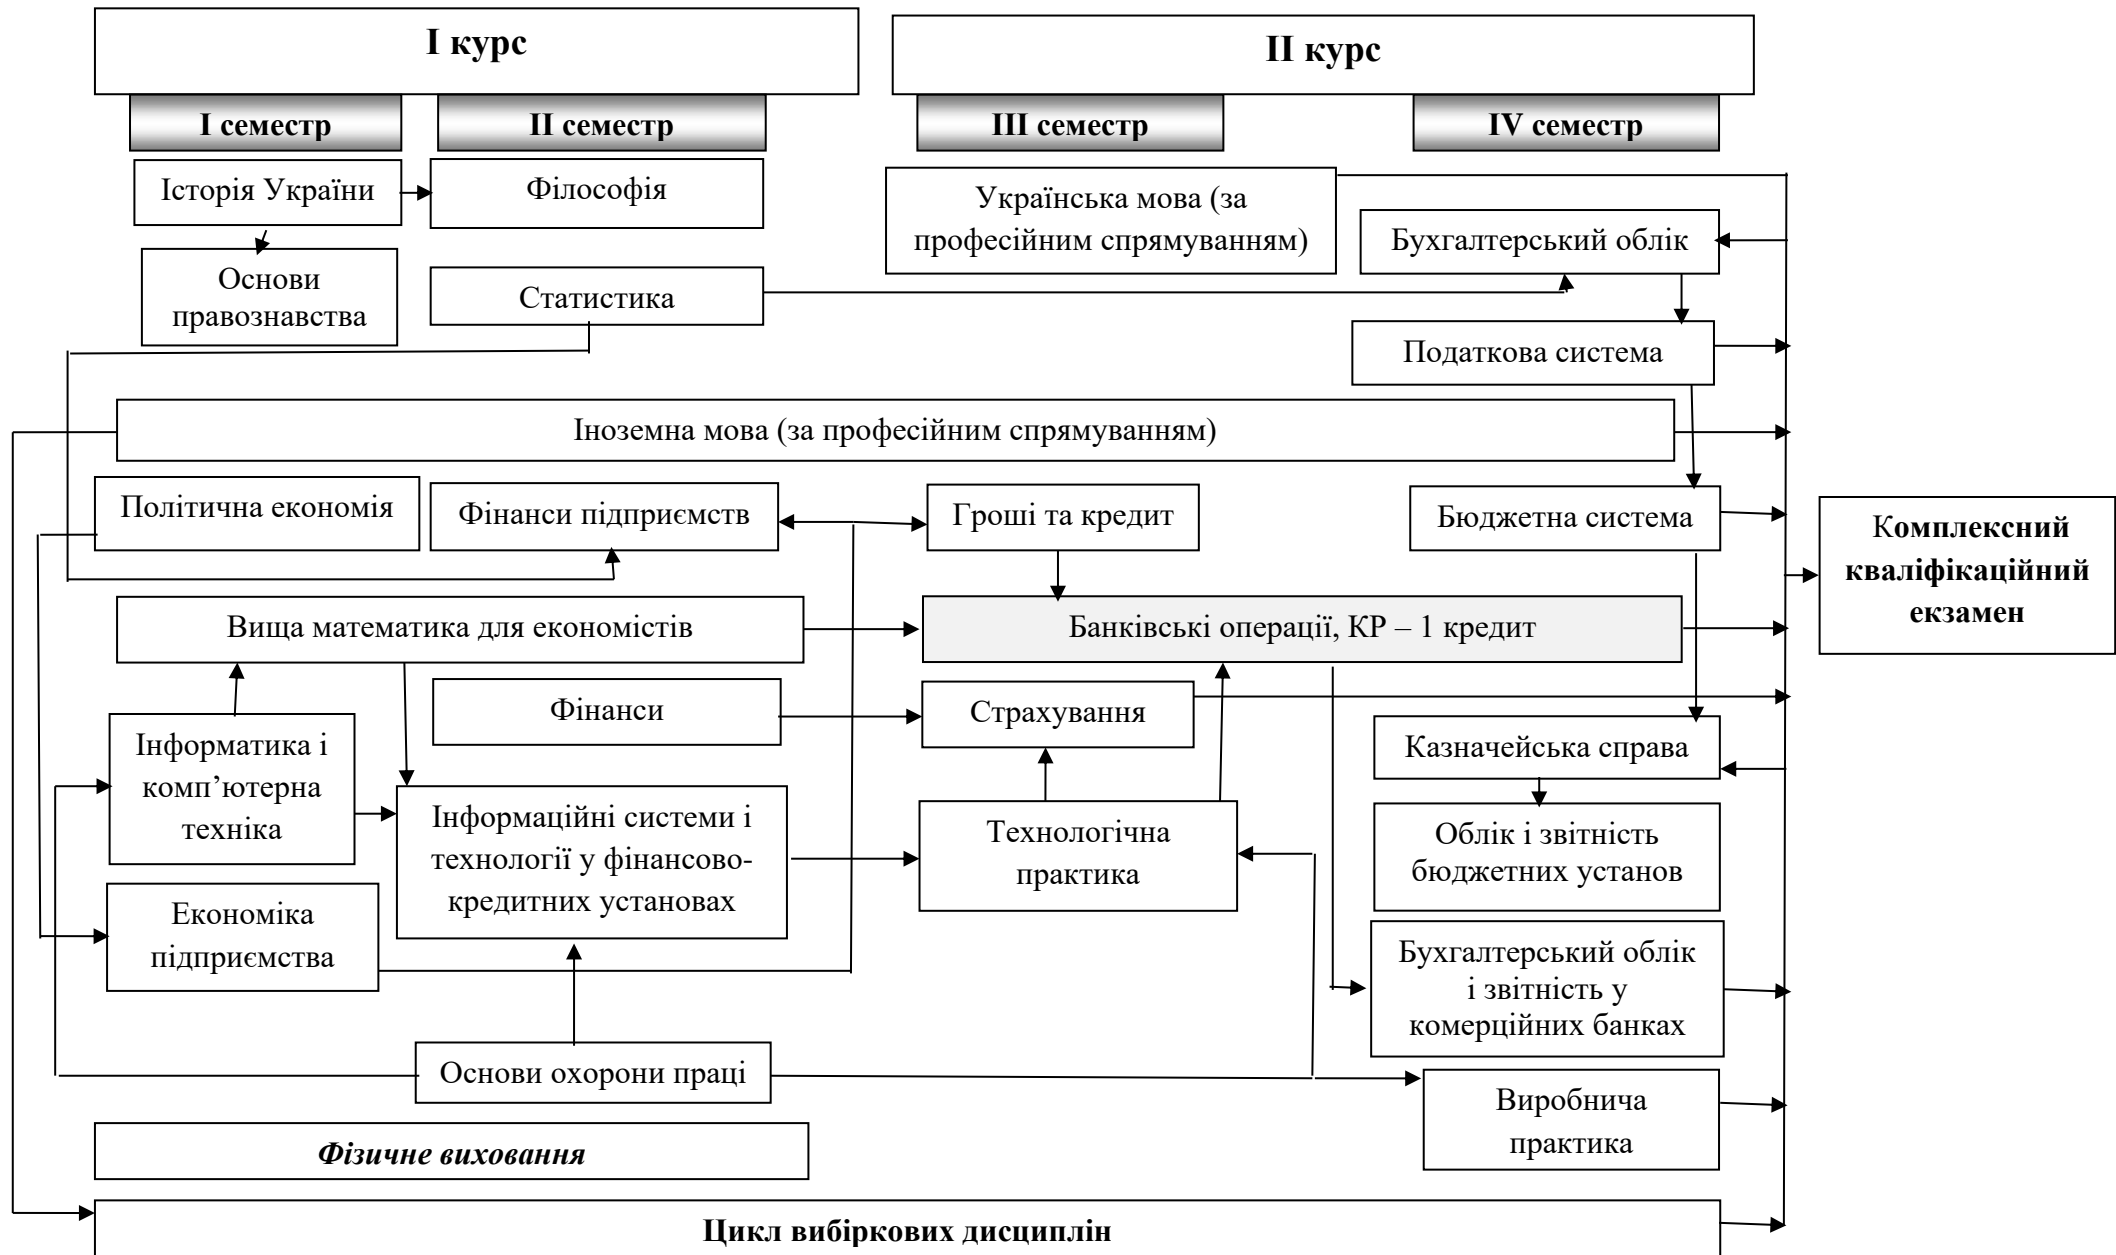 І курс
ІІ курс
І семестр
ІІ семестр
ІІІ семестр
IV семестр
Історія України
Філософія
Українська мова (за
професійним спрямуванням)
Бухгалтерський облік
Основи
правознавства
Статистика
Податкова система
Іноземна мова (за професійним спрямуванням)
Політична економія
Фінанси підприємств
Гроші та кредит
Бюджетна система
Комплексний
кваліфікаційний
екзамен
Вища математика для економістів
Банківські операції, КР – 1 кредит
Фінанси
Страхування
Інформатика і
комп’ютерна
техніка
Казначейська справа
Інформаційні системи і
технології у фінансово-
кредитних установах
Технологічна
практика
Облік і звітність
бюджетних установ
Економіка
підприємства
Бухгалтерський облік
і звітність у
комерційних банках
Основи охорони праці
Виробнича
практика
Фізичне виховання
Цикл вибіркових дисциплін